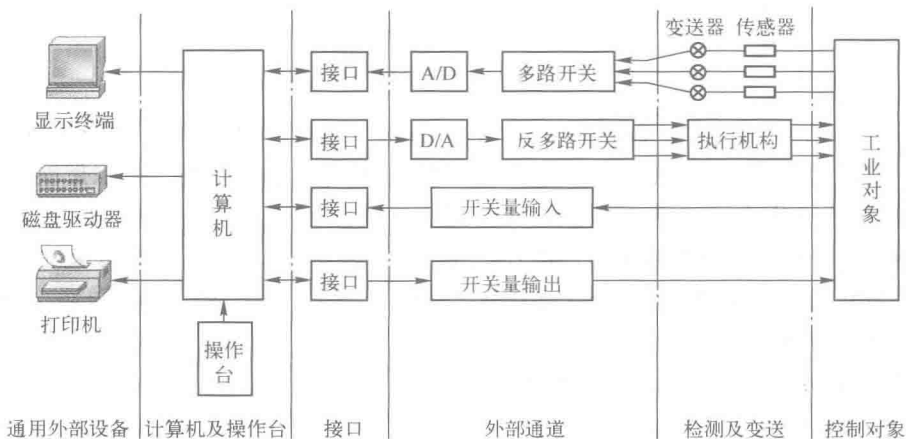 变送器 传感器
接口
A/D
多路开关
显示终端
接口
D/A
反多路开关
执行机构
计算机
工业对象
磁盘驱动器
接口
开关量输入
接口
开关量输出
打印机
操作台
通用外部设备 计算机及操作台 接口 外部通道 检测及变送 控制对象